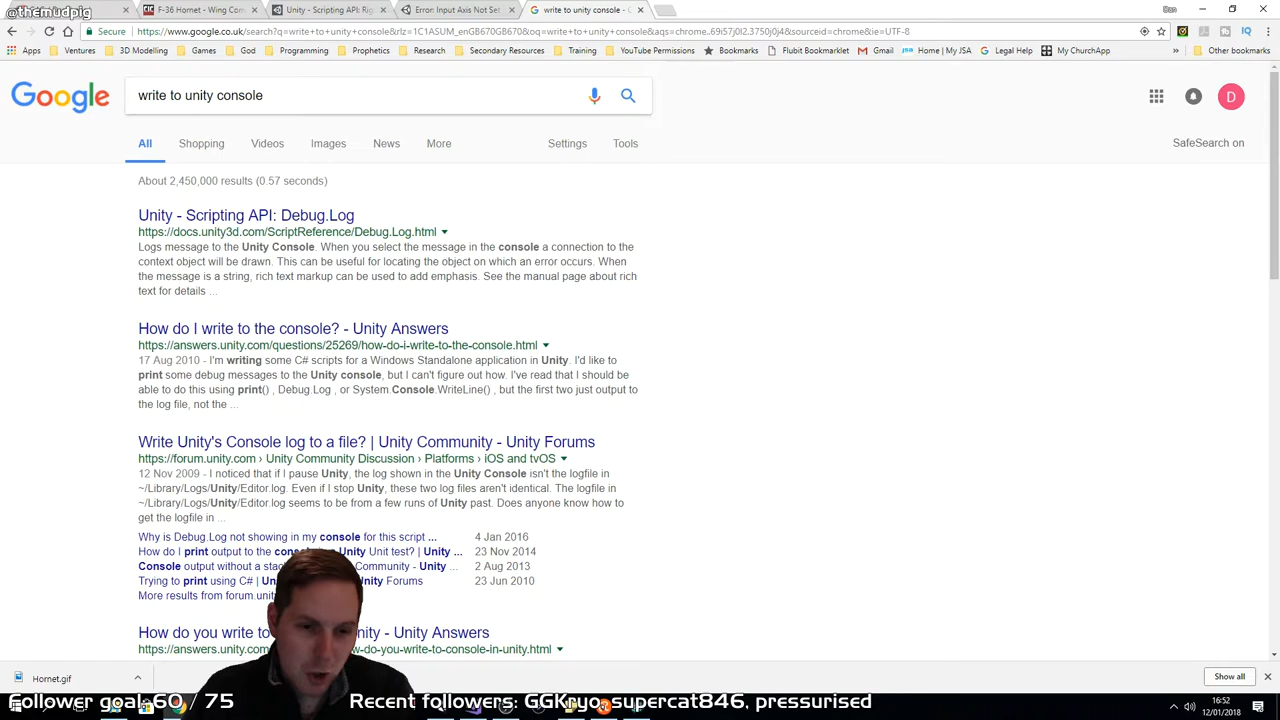 @themudpig
Secure
F-36 Hornet - Wing Com
Unity - Scripting API: Rig
Error: Input Axis Not Set
write to unity console - G
https://www.google.co.uk/search?q=write+to+unity+console&rlz=1C1ASUM_enGB670GB670&oq=write+to+unity+console&aqs=chrome..69i57j0l2.3750j0j4&sourceid=chrome&ie=UTF-8
Apps Ventures 3D Modelling Games God Programming Prophetics Research Secondary Resources Training YouTube Permissions Bookmarks Flubit Bookmarklet Gmail Home | My JSA Legal Help My ChurchApp » Other bookmarks
Google
write to unity console
D
All Shopping Videos Images News More Settings Tools
SafeSearch on
About 2,450,000 results (0.57 seconds)
Unity - Scripting API: Debug.Log
https://docs.unity3d.com/ScriptReference/Debug.Log.html
Logs message to the Unity Console. When you select the message in the console a connection to the
context object will be drawn. This can be useful for locating the object on which an error occurs. When
the message is a string, rich text markup can be used to add emphasis. See the manual page about rich
text for details ...
How do I write to the console? - Unity Answers
https://answers.unity.com/questions/25269/how-do-i-write-to-the-console.html
17 Aug 2010 - I'm writing some C# scripts for a Windows Standalone application in Unity. I'd like to
print some debug messages to the Unity console, but I can't figure out how. I've read that I should be
able to do this using print() , Debug.Log , or System.Console.WriteLine() , but the first two just output to
the log file, not the ...
Write Unity's Console log to a file? | Unity Community - Unity Forums
https://forum.unity.com › Unity Community Discussion › Platforms › iOS and tvOS
12 Nov 2009 - I noticed that if I pause Unity, the log shown in the Unity Console isn't the logfile in
~/Library/Logs/Unity/Editor.log. Even if I stop Unity, these two log files aren't identical. The logfile in
~/Library/Logs/Unity/Editor.log seems to be from a few runs of Unity past. Does anyone know how to
get the logfile in ...
Why is Debug.Log not showing in my console for this script ... 4 Jan 2016
How do I print output to the Unity Unit test? | Unity ... 23 Nov 2014
Console output without a Community - Unity ... 2 Aug 2013
Trying to print using C# | Forums 23 Jun 2010
More results from
How do you write to - Unity Answers
https://answers.
Hornet.gif
Show all
Follower goal: 60 / 75
Recent followers: GGKryo, supercat846, pressurised
16:52
12/01/2018